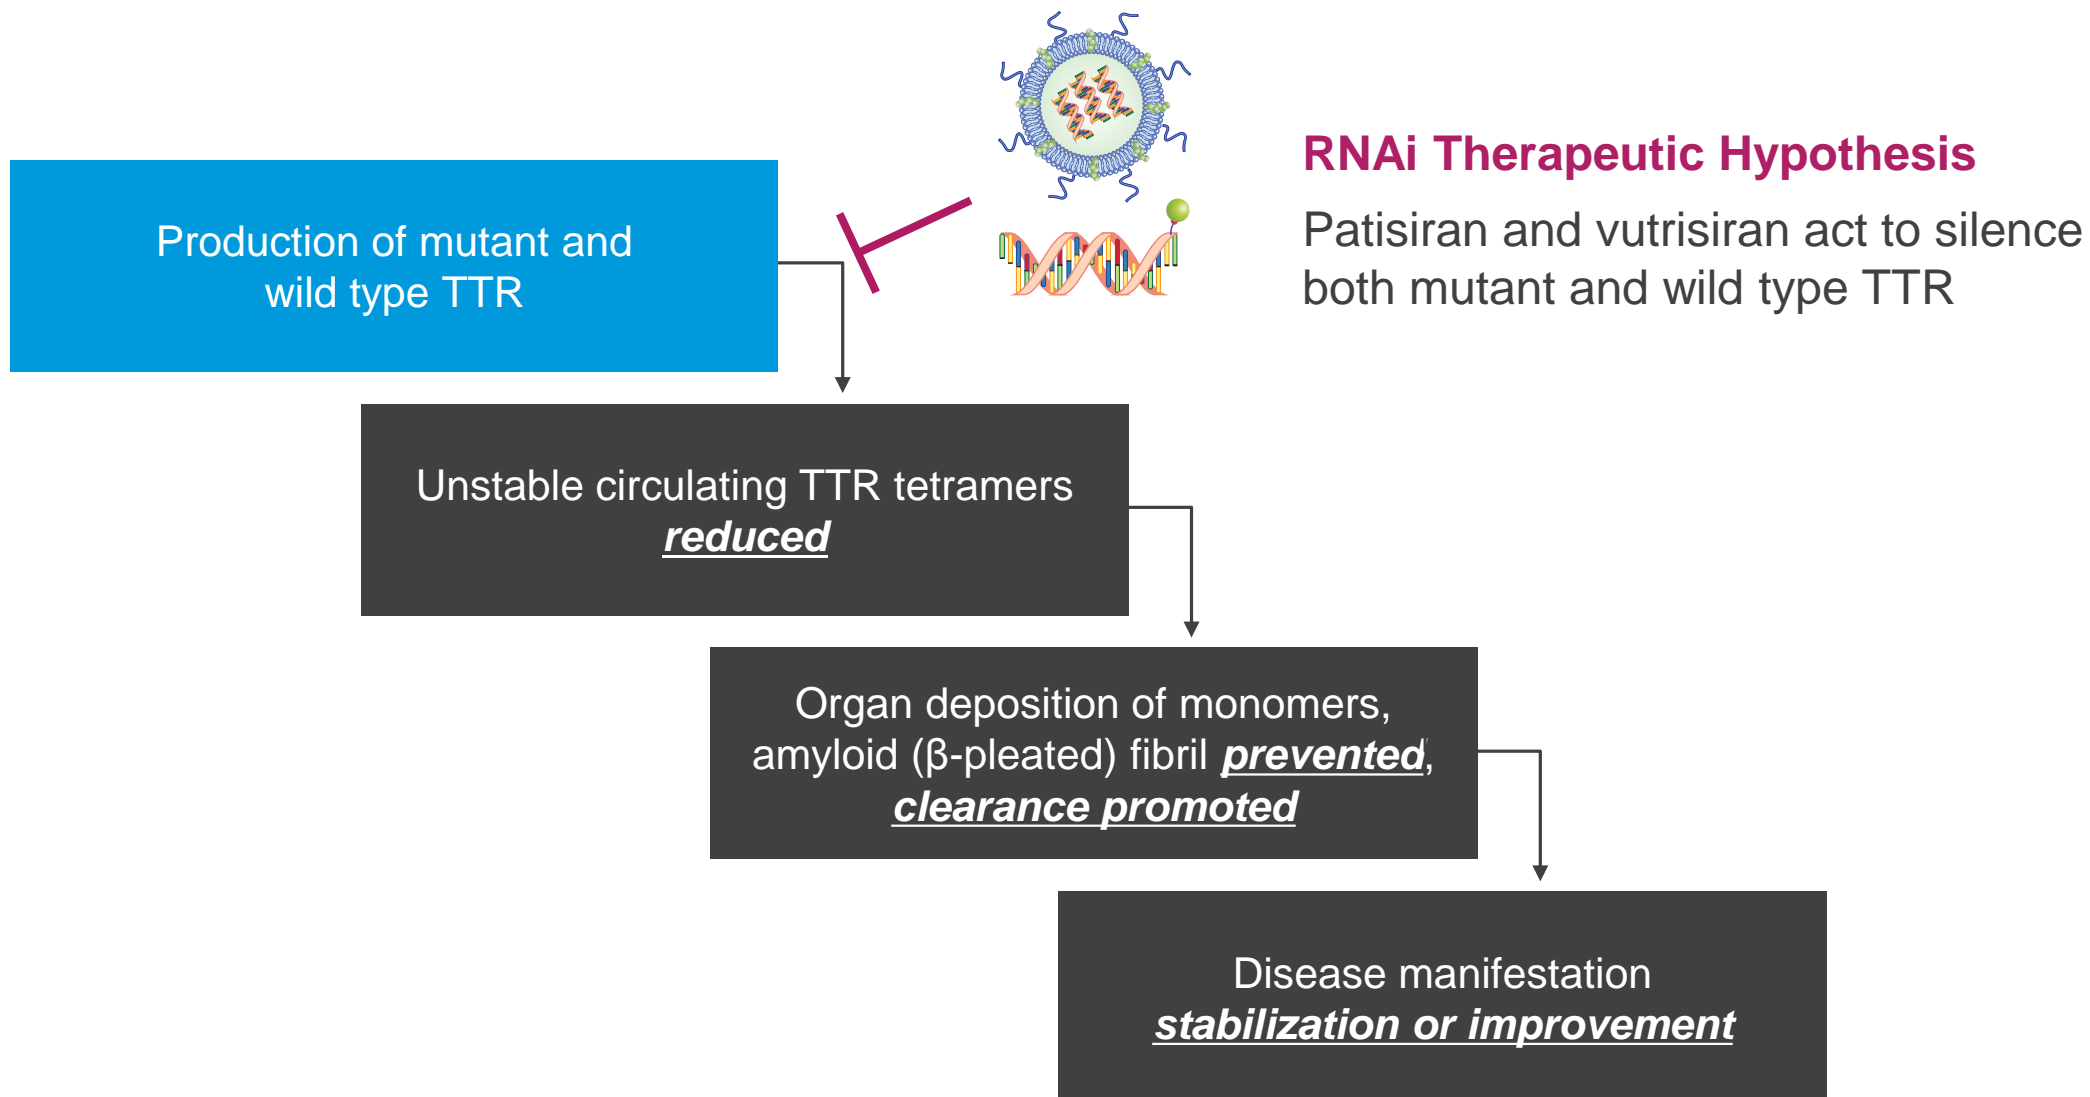 RNAi Therapeutic Hypothesis
Patisiran and vutrisiran act to silence
both mutant and wild type TTR
Production of mutant and
wild type TTR
Unstable circulating TTR tetramers
reduced
Organ deposition of monomers,
amyloid (β-pleated) fibril prevented,
clearance promoted
Disease manifestation
stabilization or improvement